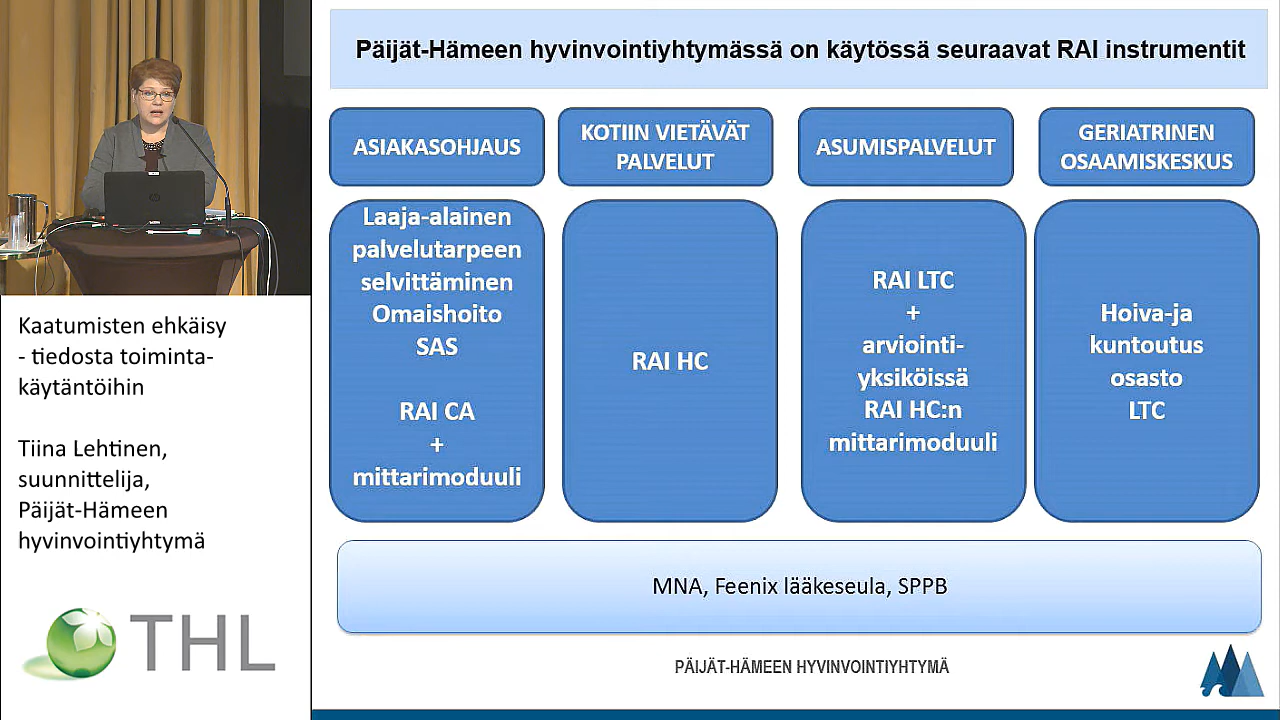 Päijät-Hämeen hyvinvointiyhtymässä on käytössä seuraavat RAI instrumentit
ASIAKASOHJAUS
Laaja-alainen
palvelutarpeen
selvittäminen
Omaishoito
SAS
RAI CA
+
mittarimoduuli
KOTIIN VIETÄVÄT
PALVELUT
RAI HC
ASUMISPALVELUT
RAI LTC
+
arviointi-
yksiköissä
RAI HC:n
mittarimoduuli
GERIATRINEN
OSAAMISKESKUS
Hoiva-ja
kuntoutus
osasto
LTC
MNA, Feenix lääkeseula, SPPB
PÄIJÄT-HÄMEEN HYVINVOINTIYHTYMÄ
Kaatumisten ehkäisy
- tiedosta toiminta-
käytäntöihin
Tiina Lehtinen,
suunnittelija,
Päijät-Hämeen
hyvinvointiyhtymä
THL